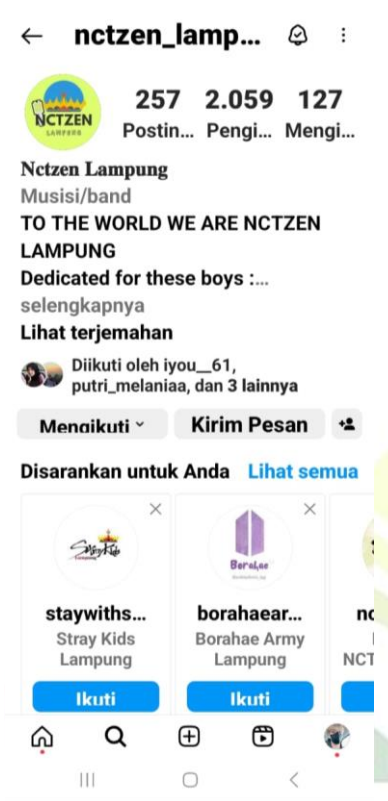 nctzen_lamp...
NCTZEN
LAMPUNG
257 2.059 127
Postin... Pengi... Mengi...
Nctzen Lampung
Musisi/band
TO THE WORLD WE ARE NCTZEN
LAMPUNG
Dedicated for these boys :...
selengkapnya
Lihat terjemahan
Diikuti oleh iyou__61,
putri_melaniaa, dan 3 lainnya
Mengikuti Kirim Pesan
Disarankan untuk Anda Lihat semua
StrayKids
Borahae
staywiths... borahaear... no
Stray Kids Borahae Army
Lampung Lampung NCT
Ikuti Ikuti